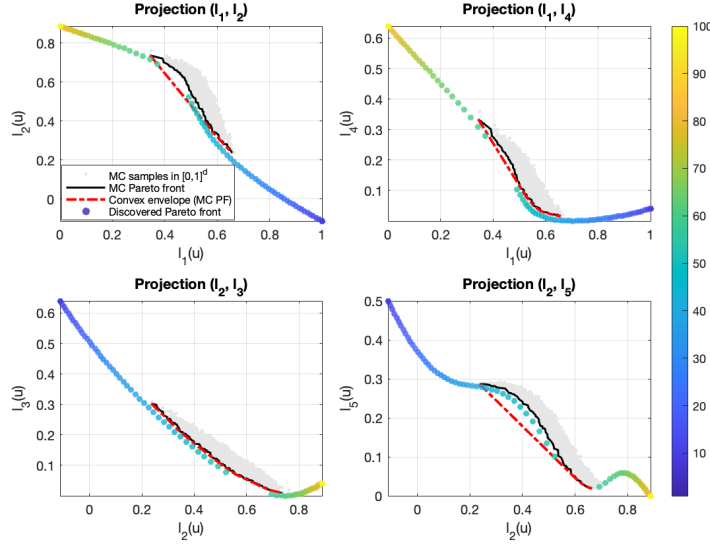 Projection (I₁, I₂)
0.8
0.6
0.4
0.2
0
I₂(u)
MC samples in [0,1]ᵈ
MC Pareto front
Convex envelope (MC PF)
Discovered Pareto front
0 0.2 0.4 0.6 0.8 1
I₁(u)
Projection (I₁, I₄)
0.6
0.5
0.4
0.3
0.2
0.1
I₄(u)
0 0.2 0.4 0.6 0.8 1
I₁(u)
Projection (I₂, I₃)
0.6
0.5
0.4
0.3
0.2
0.1
I₃(u)
0 0.2 0.4 0.6 0.8
I₂(u)
Projection (I₂, I₅)
0.5
0.4
0.3
0.2
0.1
0
I₅(u)
0 0.2 0.4 0.6 0.8
I₂(u)
100
90
80
70
60
50
40
30
20
10